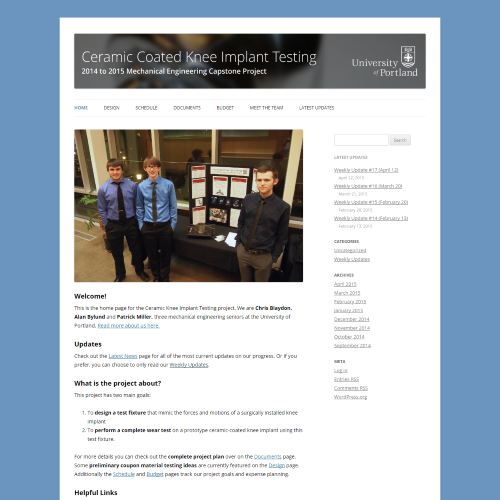 Ceramic Coated Knee Implant Testing
2014 to 2015 Mechanical Engineering Capstone Project
University
of Portland
HOME DESIGN SCHEDULE DOCUMENTS BUDGET MEET THE TEAM LATEST UPDATES
Search
LATEST UPDATES
Weekly Update #17 (April 12)
April 12, 2015
Weekly Update #16 (March 20)
March 21, 2015
Weekly Update #15 (February 20)
February 20, 2015
Weekly Update #14 (February 13)
February 13, 2015
CATEGORIES
Uncategorized
Weekly Updates
ARCHIVES
April 2015
March 2015
February 2015
January 2015
December 2014
November 2014
October 2014
September 2014
META
Log in
Entries RSS
Comments RSS
WordPress.org
Welcome!
This is the home page for the Ceramic Knee Implant Testing project. We are Chris Blaydon,
Alan Bylund and Patrick Miller, three mechanical engineering seniors at the University of
Portland. Read more about us here.
Updates
Check out the Latest News page for all of the most current updates on our progress. Or if you
prefer, you can choose to only read our Weekly Updates.
What is the project about?
This project has two main goals:
1. To design a test fixture that mimic the forces and motions of a surgically installed knee
implant
2. To perform a complete wear test on a prototype ceramic-coated knee implant using this
test fixture.
For more details you can check out the complete project plan over on the Documents page.
Some preliminary coupon material testing ideas are currently featured on the Design page.
Additionally the Schedule and Budget pages track our project goals and expense planning.
Helpful Links